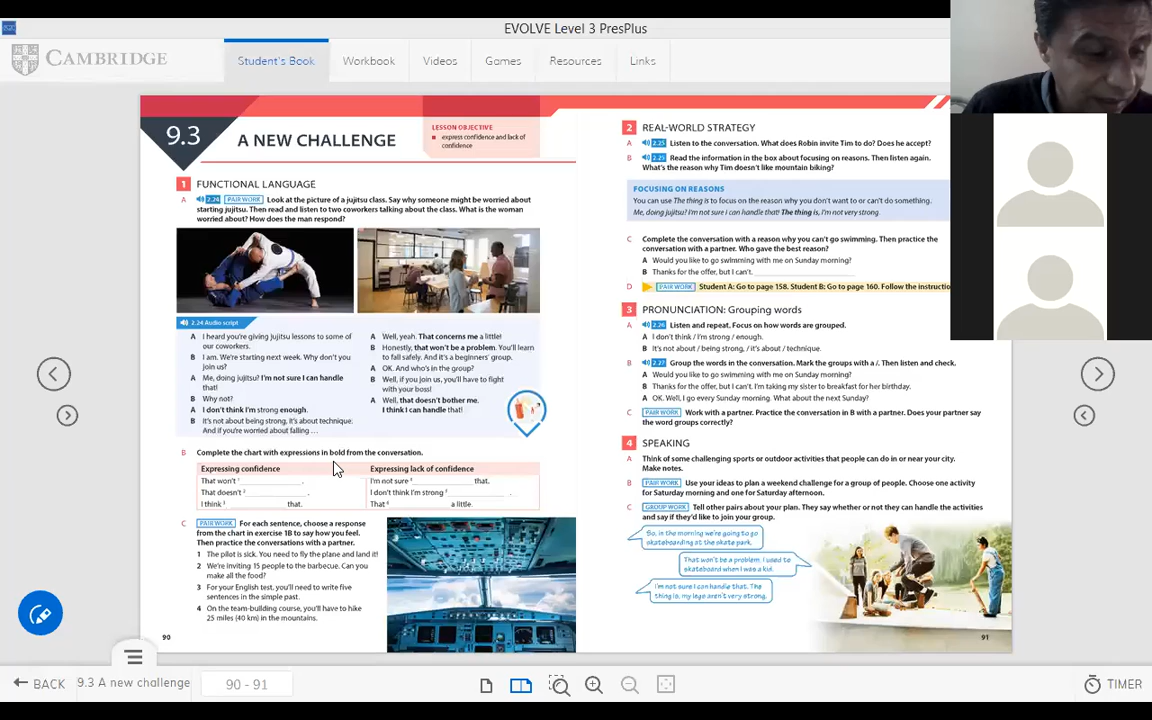 EVOLVE Level 3 PresPlus
CAMBRIDGE
Student's Book
Workbook
Videos
Games
Resources
Links
9.3
A NEW CHALLENGE
LESSON OBJECTIVE
express confidence and lack of
confidence
1 FUNCTIONAL LANGUAGE
A 2.24 PAIR WORK Look at the picture of a jujitsu class. Say why someone might be worried about
starting jujitsu. Then read and listen to two coworkers talking about the class. What is the woman
worried about? How does the man respond?
2.24 Audio script
A I heard you're giving jujitsu lessons to some of
our coworkers.
B I am. We're starting next week. Why don't you
join us?
A Me, doing jujitsu? I'm not sure I can handle
that!
B Why not?
A I don't think I'm strong enough.
B It's not about being strong, it's about technique.
And if you're worried about falling …
A Well, yeah. That concerns me a little!
B Honestly, that won't be a problem. You'll learn
to fall safely. And it's a beginners' group.
A OK. And who's in the group?
B Well, if you join us, you'll have to fight
with your boss!
A Well, that doesn't bother me.
I think I can handle that!
B Complete the chart with expressions in bold from the conversation.
Expressing confidence
Expressing lack of confidence
That won't 1 .
I'm not sure 4 that.
That doesn't 2 .
I don't think I'm strong 5 .
I think 3 that.
That 6 a little.
C PAIR WORK For each sentence, choose a response
from the chart in exercise 1B to say how you feel.
Then practice the conversations with a partner.
1 The pilot is sick. You need to fly the plane and land it!
2 We're inviting 15 people to the barbecue. Can you
make all the food?
3 For your English test, you'll need to write five
sentences in the simple past.
4 On the team-building course, you'll have to hike
25 miles (40 km) in the mountains.
90
2 REAL-WORLD STRATEGY
A 2.25 Listen to the conversation. What does Robin invite Tim to do? Does he accept?
B 2.25 Read the information in the box about focusing on reasons. Then listen again.
What's the reason why Tim doesn't like mountain biking?
FOCUSING ON REASONS
You can use The thing is to focus on the reason why you don't want to or can't do something.
Me, doing jujitsu? I'm not sure I can handle that! The thing is, I'm not very strong.
C Complete the conversation with a reason why you can't go swimming. Then practice the
conversation with a partner. Who gave the best reason?
A Would you like to go swimming with me on Sunday morning?
B Thanks for the offer, but I can't.
D PAIR WORK Student A: Go to page 158. Student B: Go to page 160. Follow the instructio
3 PRONUNCIATION: Grouping words
A 2.26 Listen and repeat. Focus on how words are grouped.
A I don't think / I'm strong / enough.
B It's not about / being strong, / it's about / technique.
B 2.27 Group the words in the conversation. Mark the groups with a /. Then listen and check.
A Would you like to go swimming with me on Sunday morning?
B Thanks for the offer, but I can't. I'm taking my sister to breakfast for her birthday.
A OK. Well, I go every Sunday morning. What about the next Sunday?
C PAIR WORK Work with a partner. Practice the conversation in B with a partner. Does your partner say
the word groups correctly?
4 SPEAKING
A Think of some challenging sports or outdoor activities that people can do in or near your city.
Make notes.
B PAIR WORK Use your ideas to plan a weekend challenge for a group of people. Choose one activity
for Saturday morning and one for Saturday afternoon.
C GROUP WORK Tell other pairs about your plan. They say whether or not they can handle the activities
and say if they'd like to join your group.
So, in the morning we're going to go
skateboarding at the skate park.
That won't be a problem. I used to
skateboard when I was a kid.
I'm not sure I can handle that. The
thing is, my legs aren't very strong.
91
BACK
9.3 A new challenge
90 - 91
TIMER